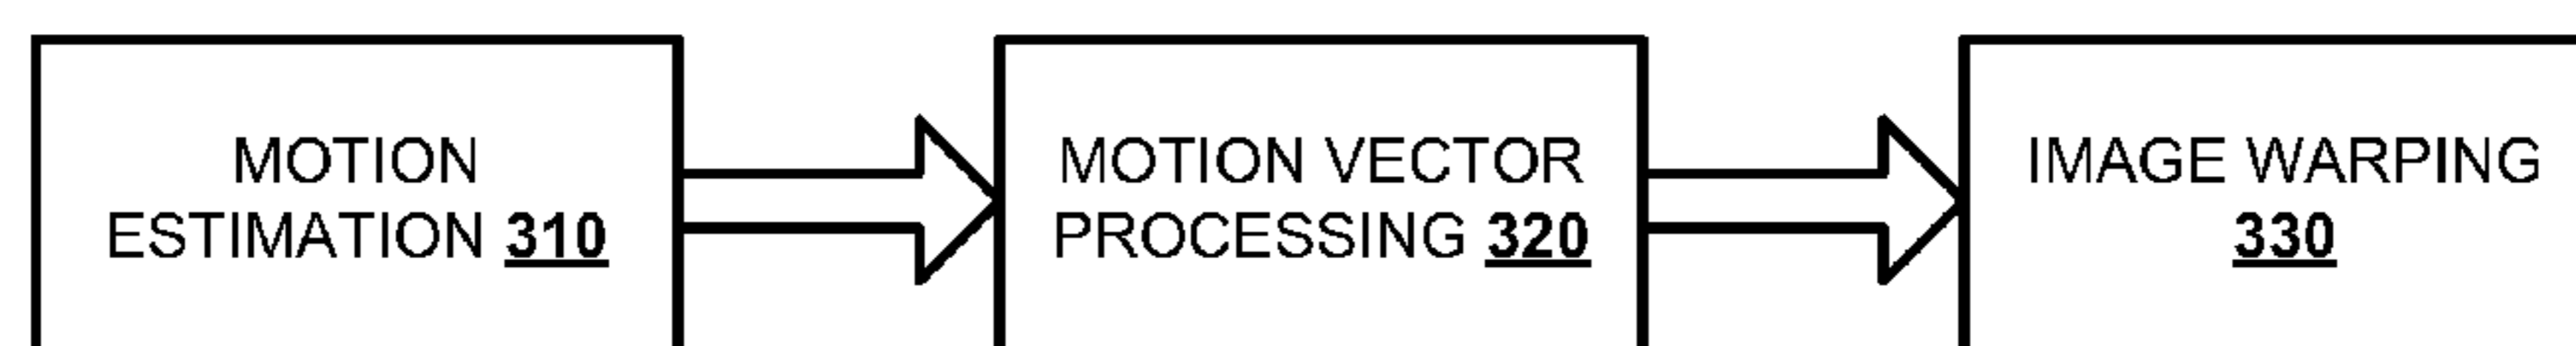 MOTION
ESTIMATION 310
MOTION VECTOR
PROCESSING 320
IMAGE WARPING
330